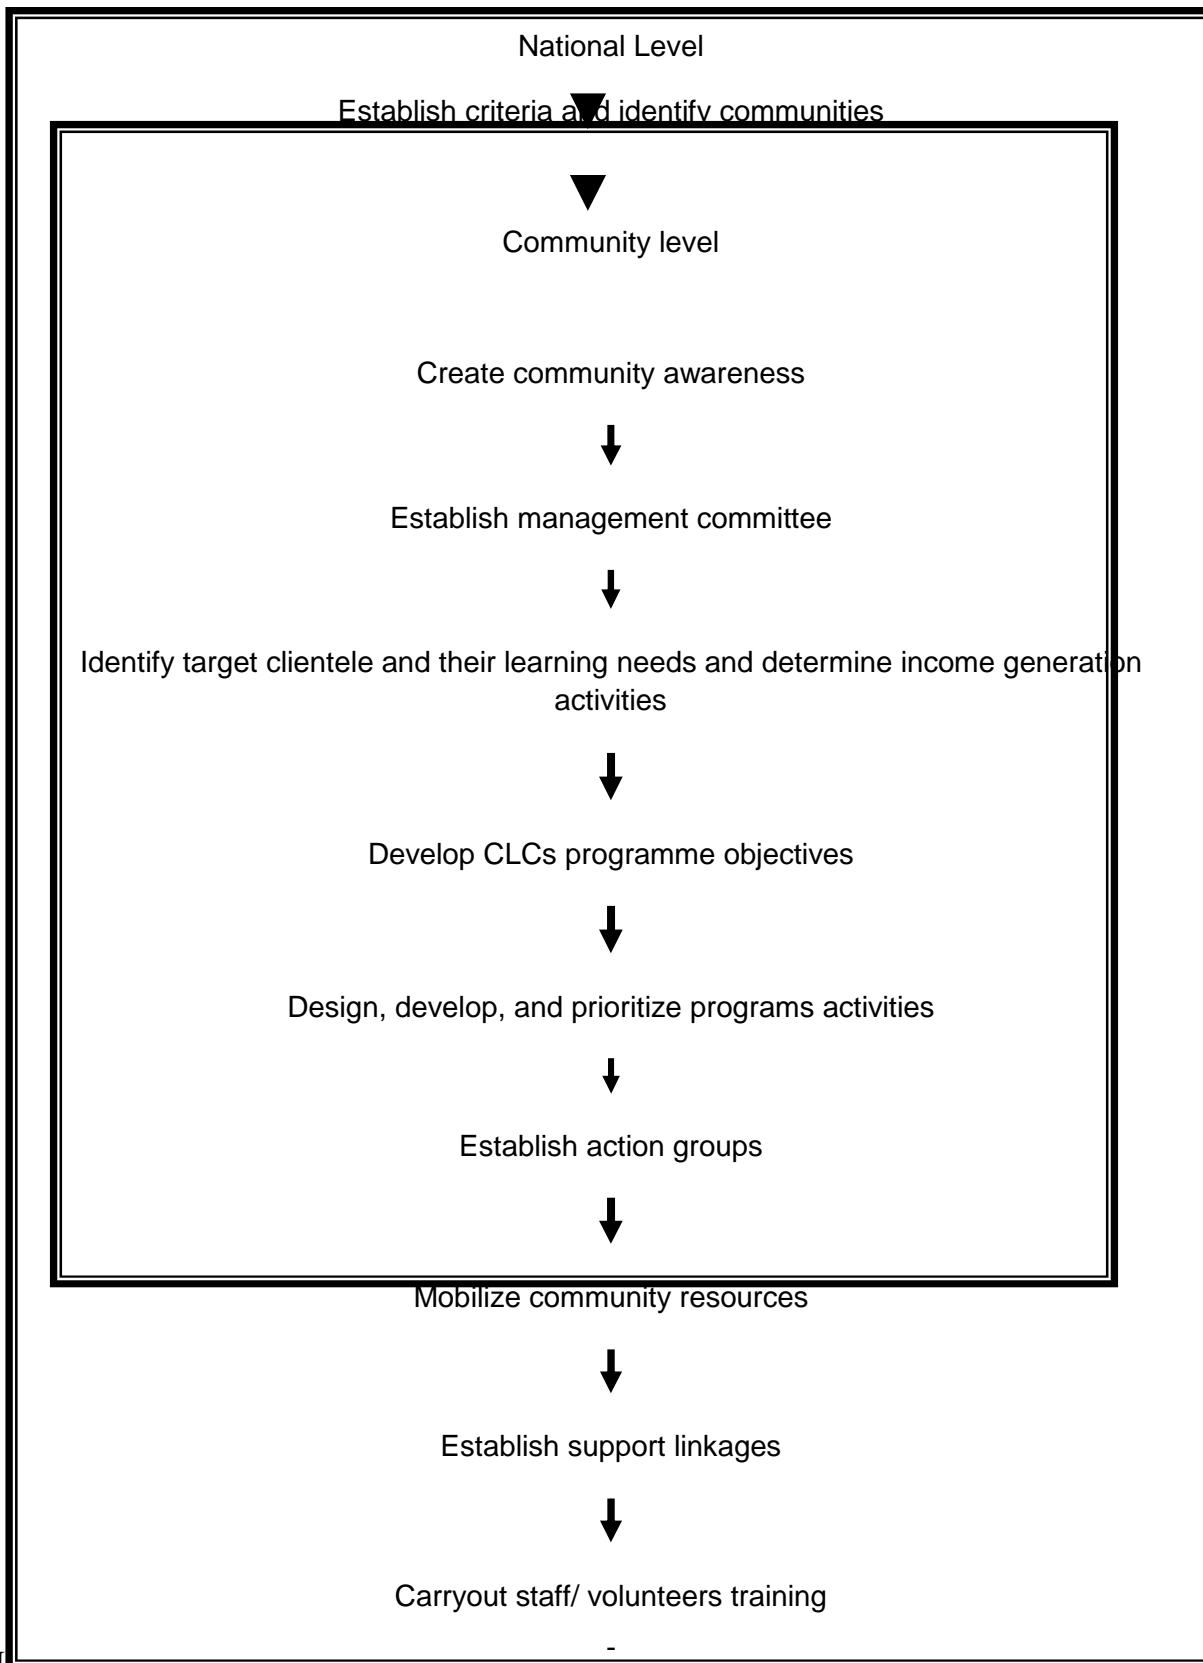 National Level
Establish criteria and identify communities
Community level
Create community awareness
Establish management committee
Identify target clientele and their learning needs and determine income generation
activities
Develop CLCs programme objectives
Design, develop, and prioritize programs activities
Establish action groups
Mobilize community resources
Establish support linkages
Carryout staff/ volunteers training
-